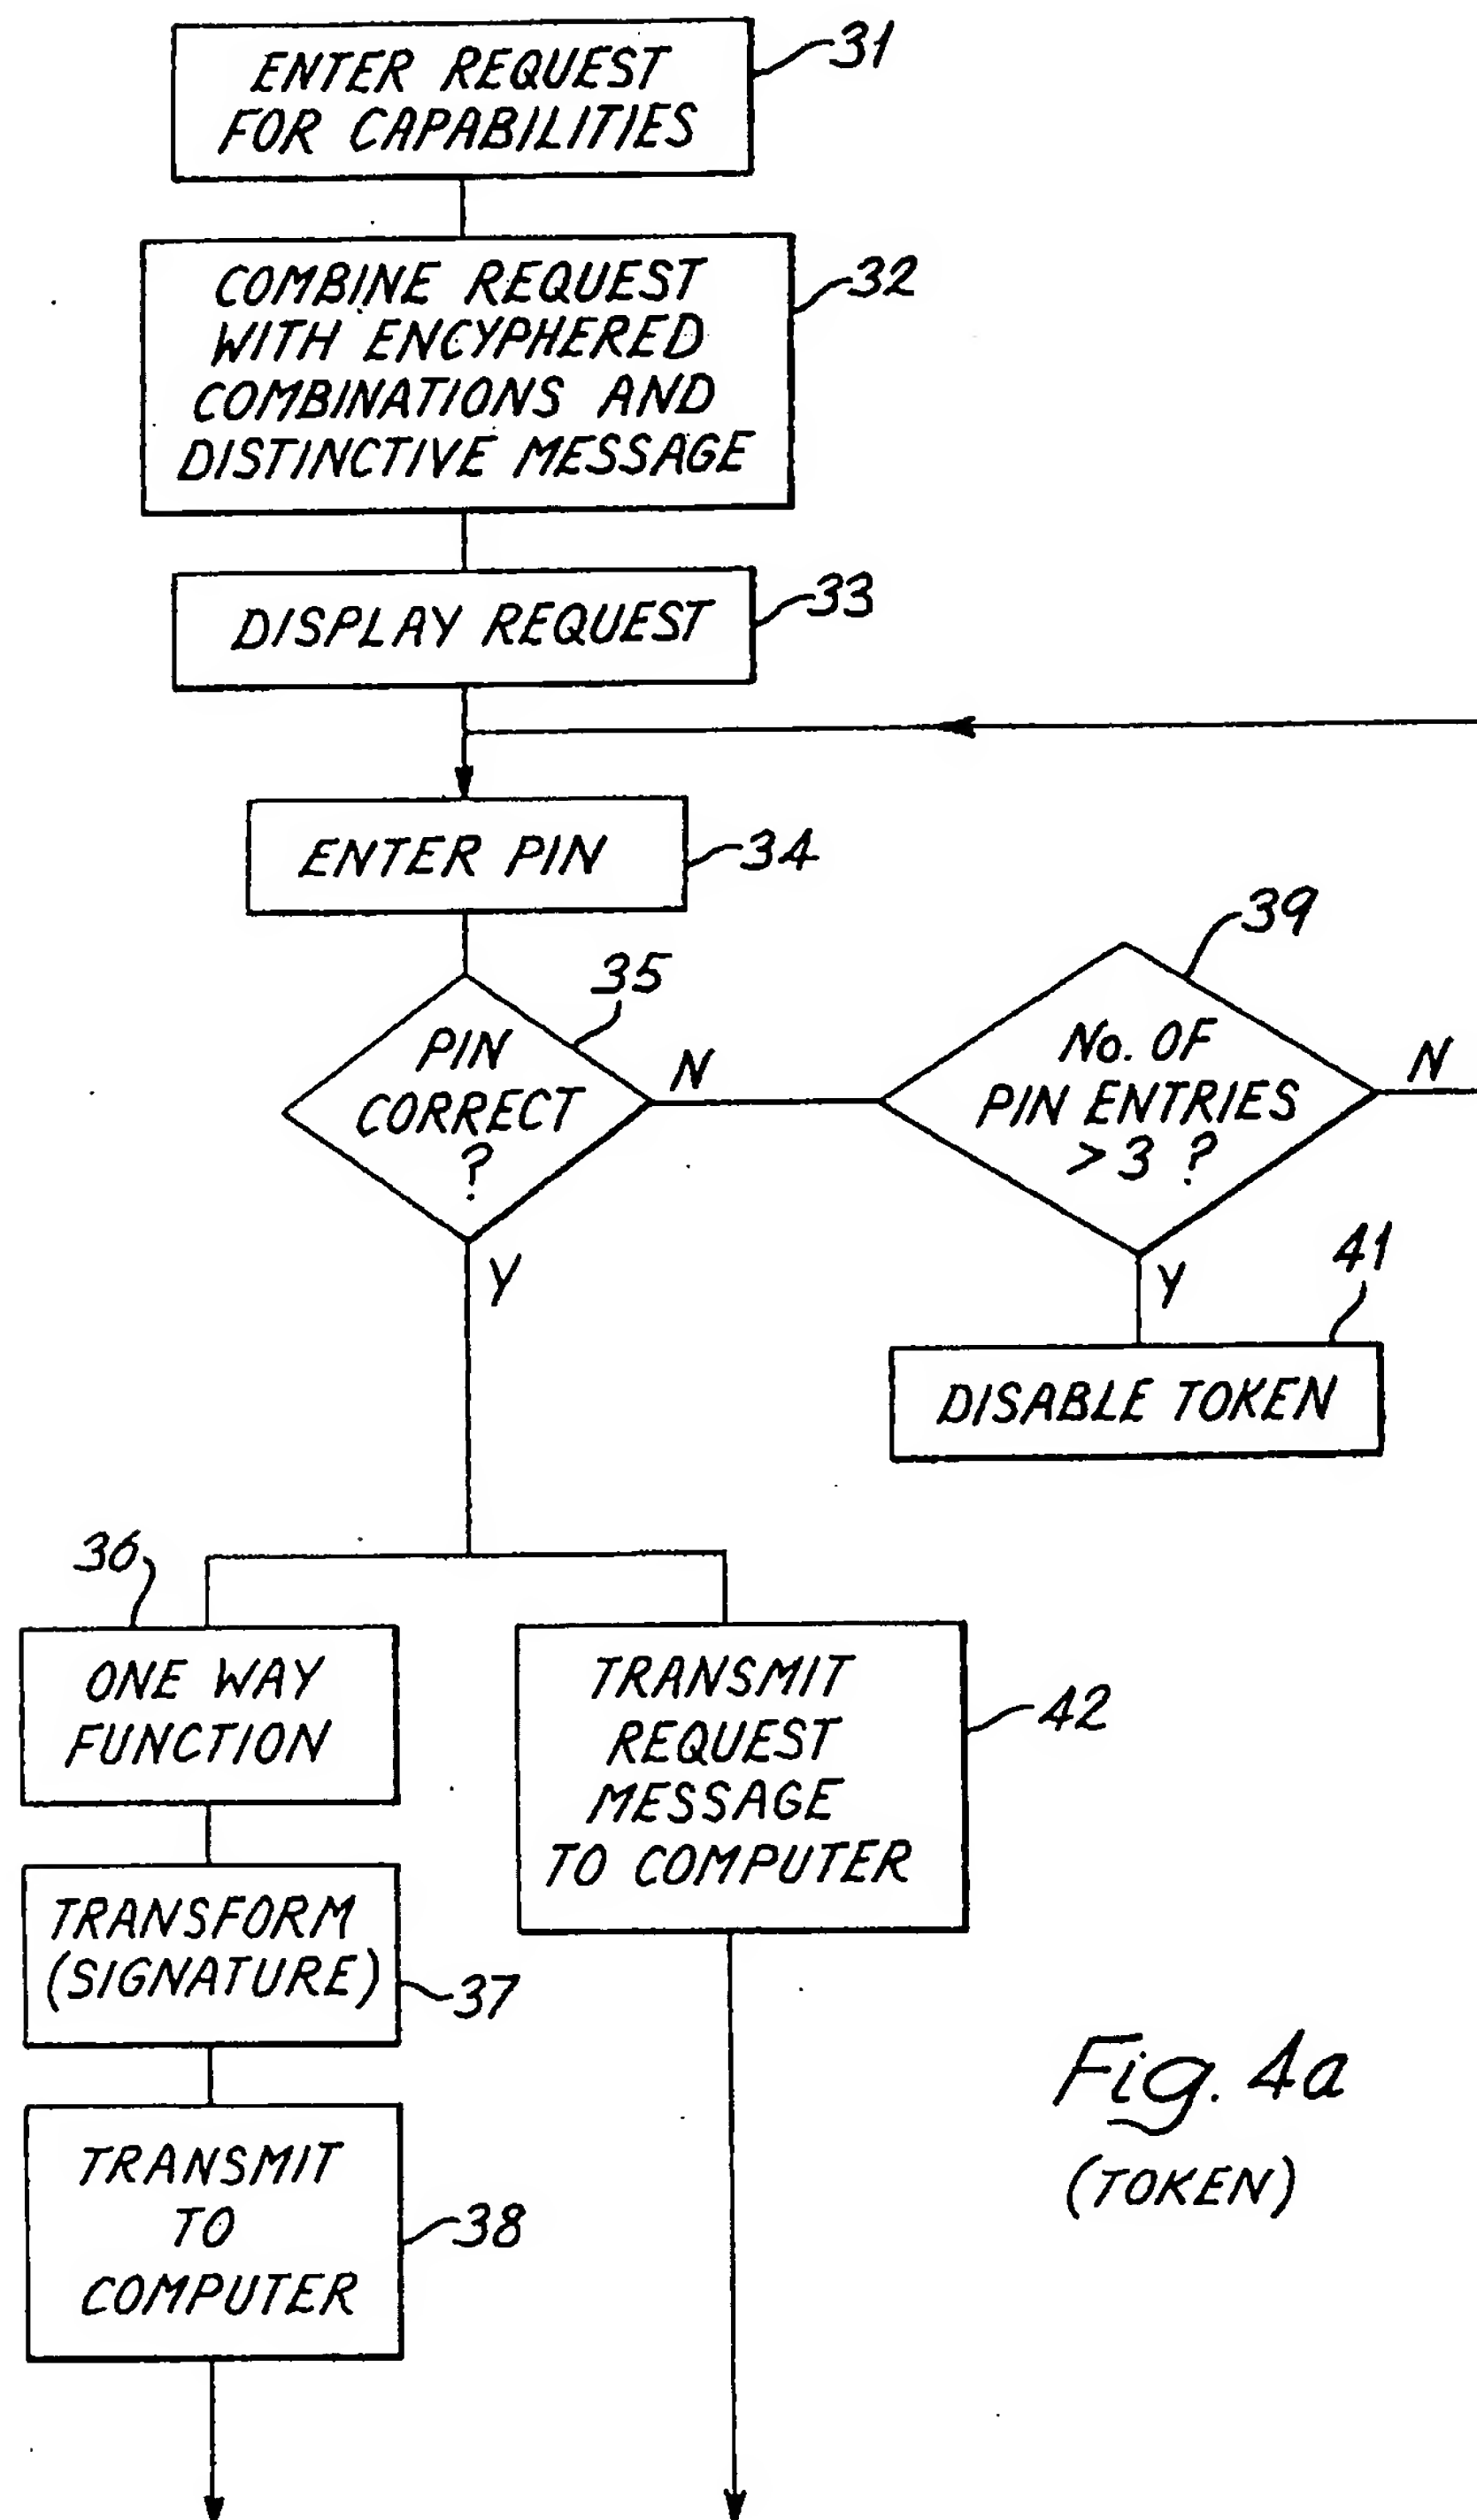 ENTER REQUEST
FOR CAPABILITIES
31
COMBINE REQUEST
WITH ENCYPHERED
COMBINATIONS AND
DISTINCTIVE MESSAGE
32
DISPLAY REQUEST
33
ENTER PIN
34
PIN
CORRECT
?
35
N
Y
No. OF
PIN ENTRIES
> 3 ?
39
N
Y
DISABLE TOKEN
41
ONE WAY
FUNCTION
36
TRANSMIT
REQUEST
MESSAGE
TO COMPUTER
42
TRANSFORM
(SIGNATURE)
37
TRANSMIT
TO
COMPUTER
38
Fig. 4a
(TOKEN)